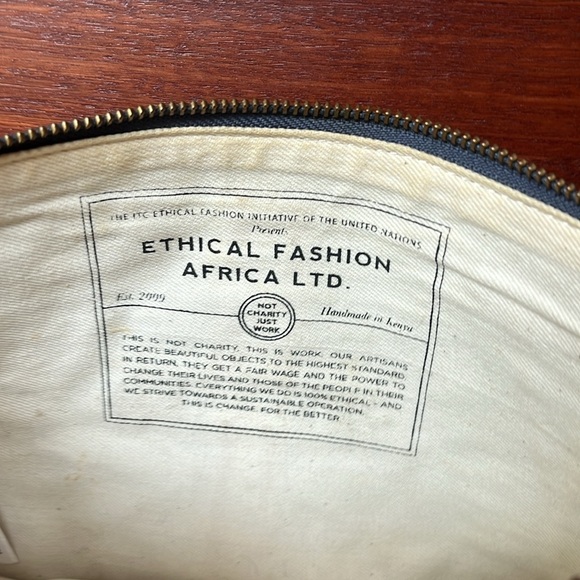 THE ITC ETHICAL FASHION INITIATIVE OF THE UNITED NATIONS
Presents
ETHICAL FASHION
AFRICA LTD.
Est. 2009
NOT
CHARITY
JUST
WORK
Handmade in Kenya
THIS IS NOT CHARITY, THIS IS WORK. OUR ARTISANS
CREATE BEAUTIFUL OBJECTS TO THE HIGHEST STANDARD
IN RETURN, THEY GET A FAIR WAGE AND THE POWER TO
CHANGE THEIR LIVES AND THOSE OF THE PEOPLE IN THEIR
COMMUNITIES. EVERYTHING WE DO IS 100% ETHICAL - AND
WE STRIVE TOWARDS A SUSTAINABLE OPERATION.
THIS IS CHANGE, FOR THE BETTER